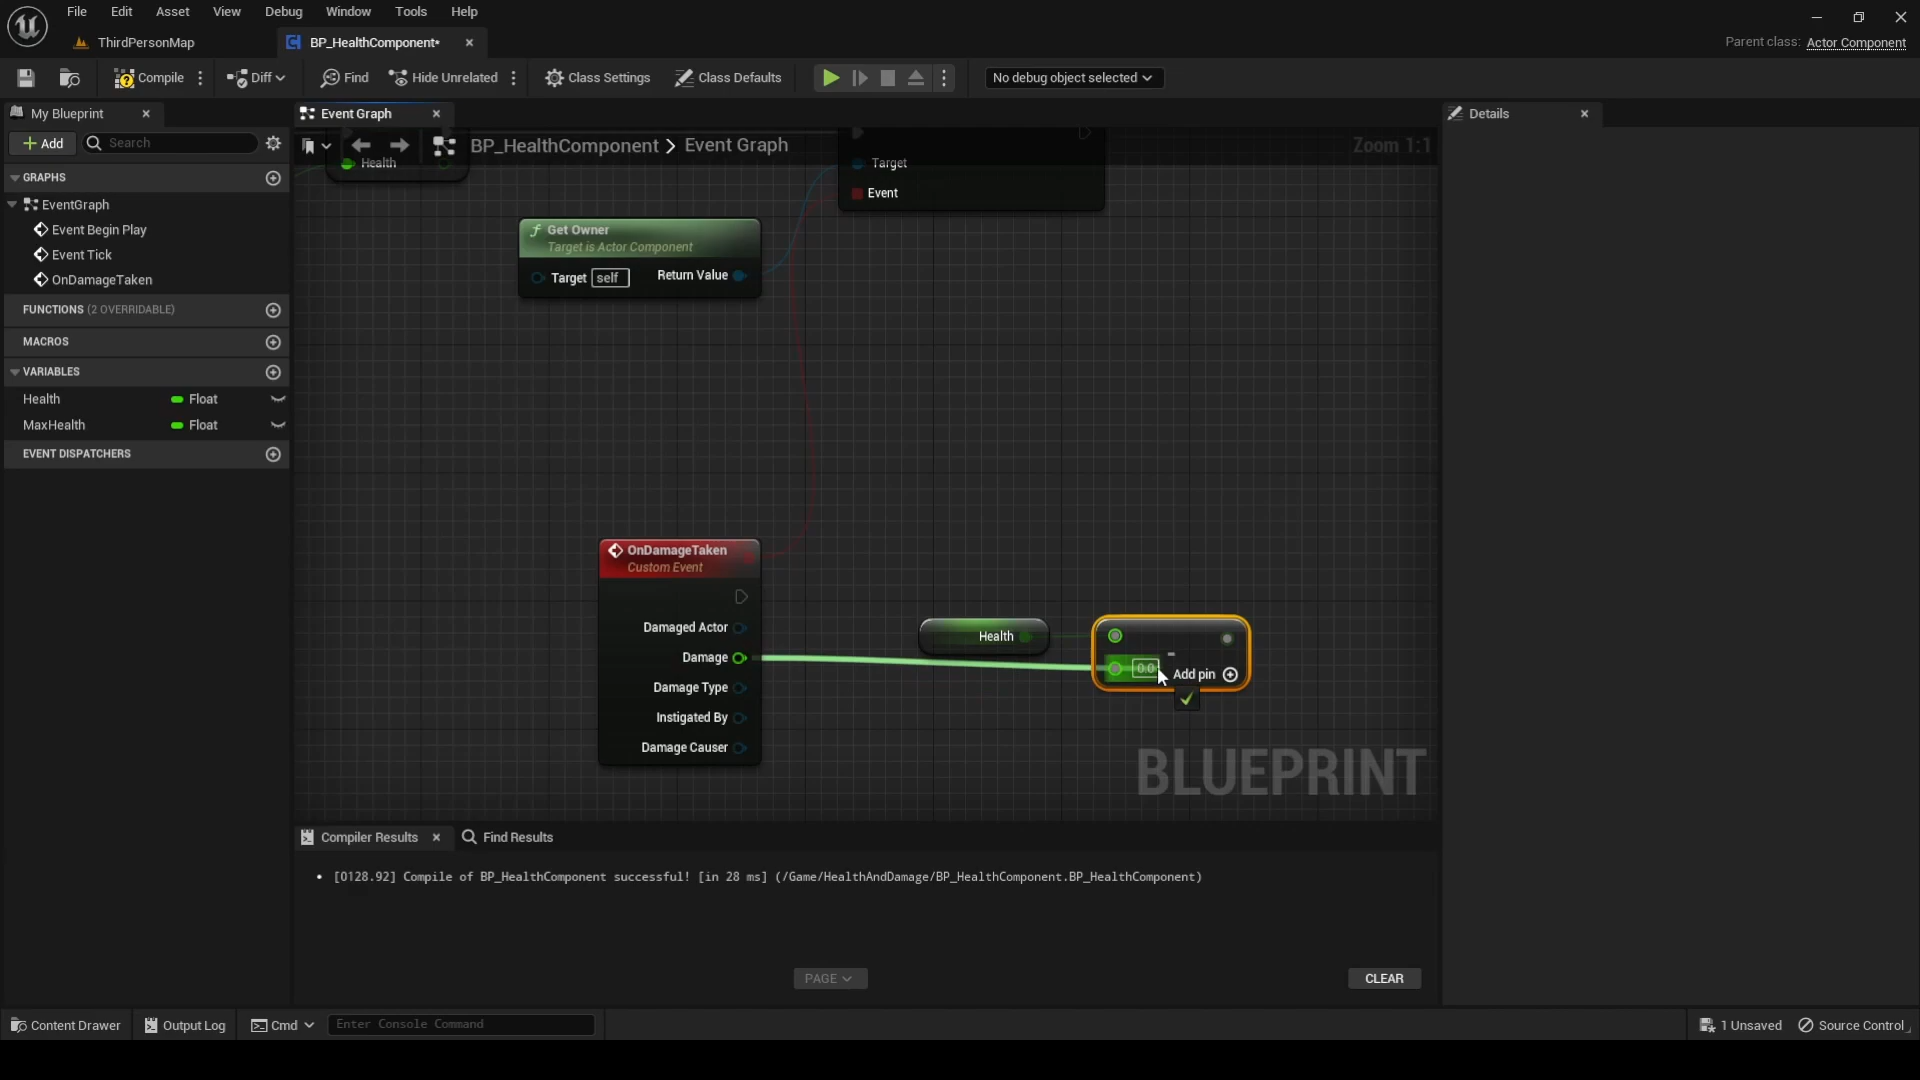 File Edit Asset View Debug Window Tools Help
ThirdPersonMap
BP_HealthComponent*
Parent class: Actor Component
Compile
Diff
Find
Hide Unrelated
Class Settings
Class Defaults
No debug object selected
My Blueprint
Event Graph
Details
Add
Search
BP_HealthComponent > Event Graph
Zoom 1:1
GRAPHS
EventGraph
Event Begin Play
Event Tick
OnDamageTaken
FUNCTIONS (2 OVERRIDABLE)
MACROS
VARIABLES
Health Float
MaxHealth Float
EVENT DISPATCHERS
Health
Target
Event
Get Owner
Target is Actor Component
Target self Return Value
OnDamageTaken
Custom Event
Damaged Actor
Damage
Damage Type
Instigated By
Damage Causer
Health
-
0.0
Add pin
BLUEPRINT
Compiler Results
Find Results
• [0128.92] Compile of BP_HealthComponent successful! [in 28 ms] (/Game/HealthAndDamage/BP_HealthComponent.BP_HealthComponent)
PAGE
CLEAR
Content Drawer
Output Log
Cmd
Enter Console Command
1 Unsaved
Source Control